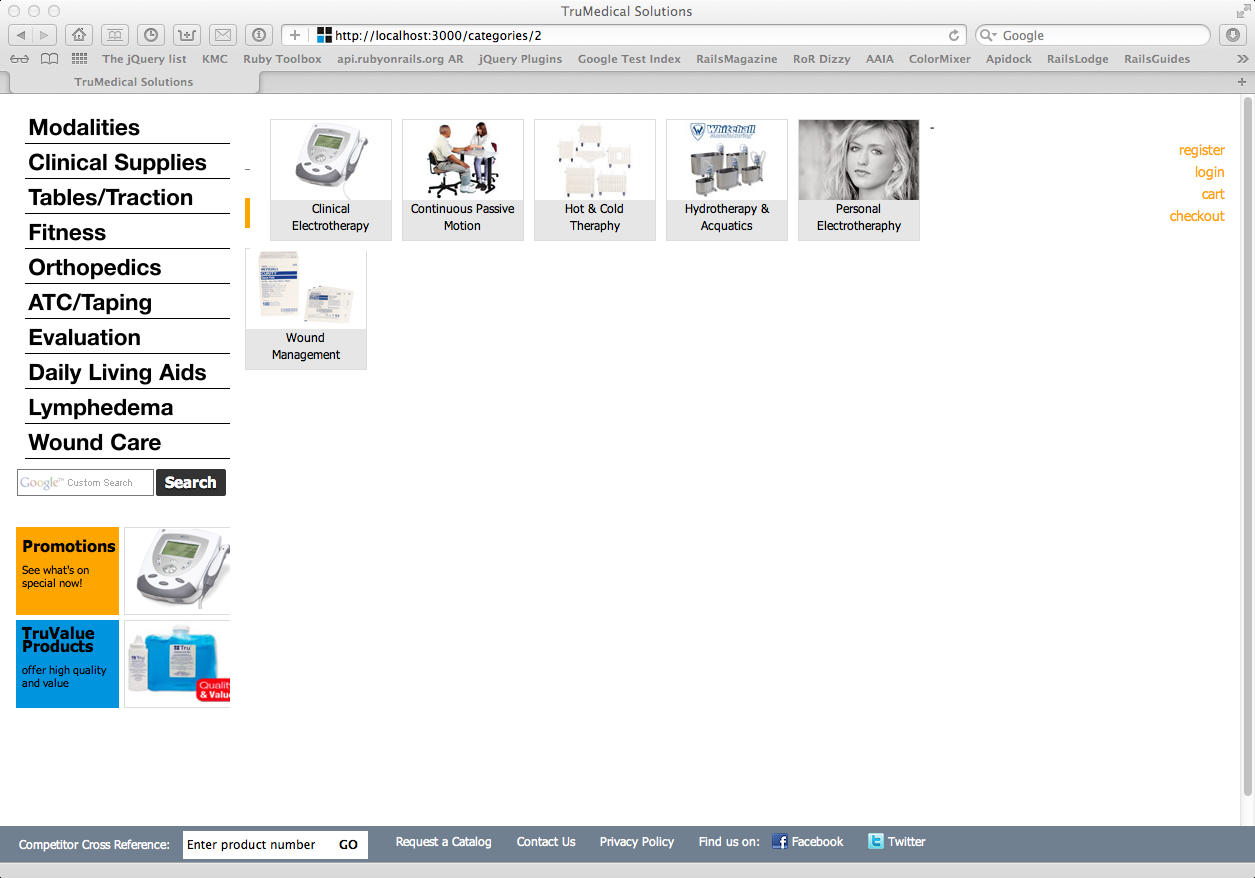 TruMedical Solutions
http://localhost:3000/categories/2
Google
The jQuery list KMC Ruby Toolbox api.rubyonrails.org AR jQuery Plugins Google Test Index RailsMagazine RoR Dizzy AAIA ColorMixer Apidock RailsLodge RailsGuides
TruMedical Solutions
Modalities
Clinical Supplies
Tables/Traction
Fitness
Orthopedics
ATC/Taping
Evaluation
Daily Living Aids
Lymphedema
Wound Care
Google™ Custom Search
Search
Promotions
See what's on
special now!
TruValue
Products
offer high quality
and value
Tru
Quality
& Value
Clinical
Electrotherapy
Continuous Passive
Motion
Hot & Cold
Theraphy
Whitehall
Hydrotherapy &
Acquatics
Personal
Electrotheraphy
-
Wound
Management
register
login
cart
checkout
Competitor Cross Reference: Enter product number GO Request a Catalog Contact Us Privacy Policy Find us on: Facebook Twitter